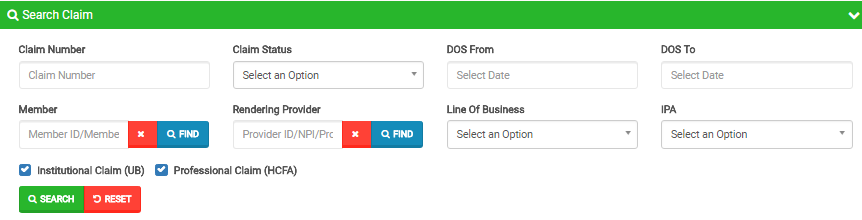 Search Claim
Claim Number Claim Status DOS From DOS To
Claim Number Select an Option Select Date Select Date
Member Rendering Provider Line Of Business IPA
Member ID/Membe FIND Provider ID/NPI/Pro FIND Select an Option Select an Option
Institutional Claim (UB) Professional Claim (HCFA)
SEARCH RESET